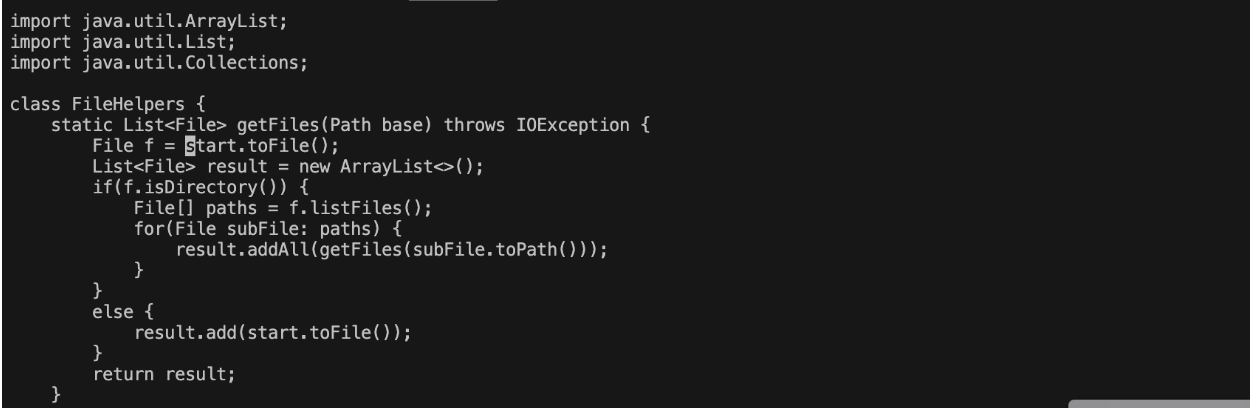 import java.util.ArrayList;
import java.util.List;
import java.util.Collections;

class FileHelpers {
    static List<File> getFiles(Path base) throws IOException {
        File f = start.toFile();
        List<File> result = new ArrayList<>();
        if(f.isDirectory()) {
            File[] paths = f.listFiles();
            for(File subFile: paths) {
                result.addAll(getFiles(subFile.toPath()));
            }
        }
        else {
            result.add(start.toFile());
        }
        return result;
    }